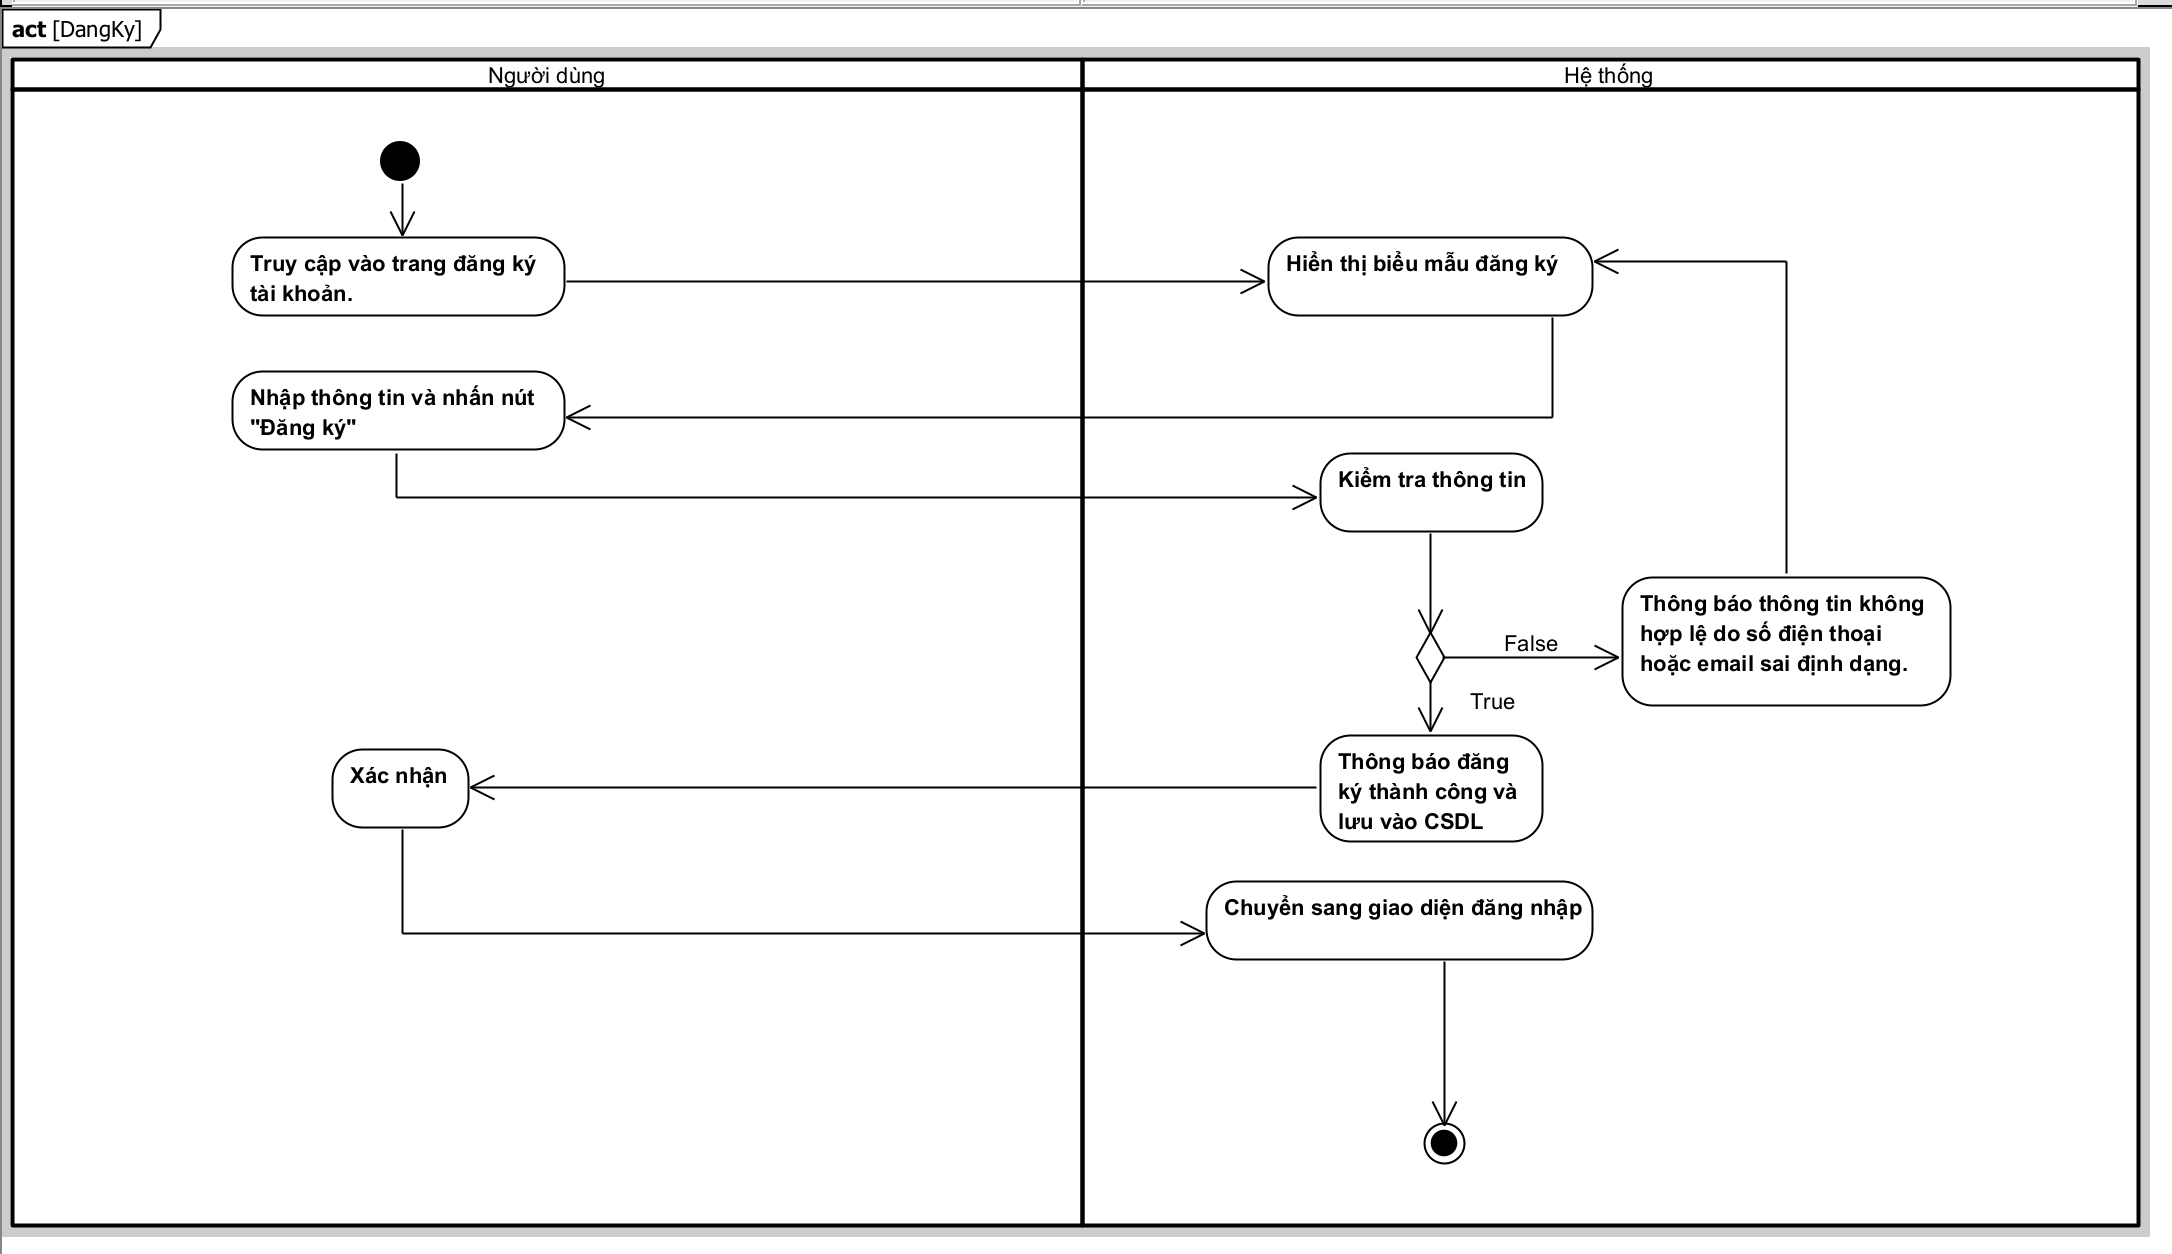 act [DangKy]
Người dùng
Hệ thống
Truy cập vào trang đăng ký
tài khoản.
Hiển thị biểu mẫu đăng ký
Nhập thông tin và nhấn nút
"Đăng ký"
Kiểm tra thông tin
Thông báo thông tin không
hợp lệ do số điện thoại
hoặc email sai định dạng.
False
True
Thông báo đăng
ký thành công và
lưu vào CSDL
Xác nhận
Chuyển sang giao diện đăng nhập